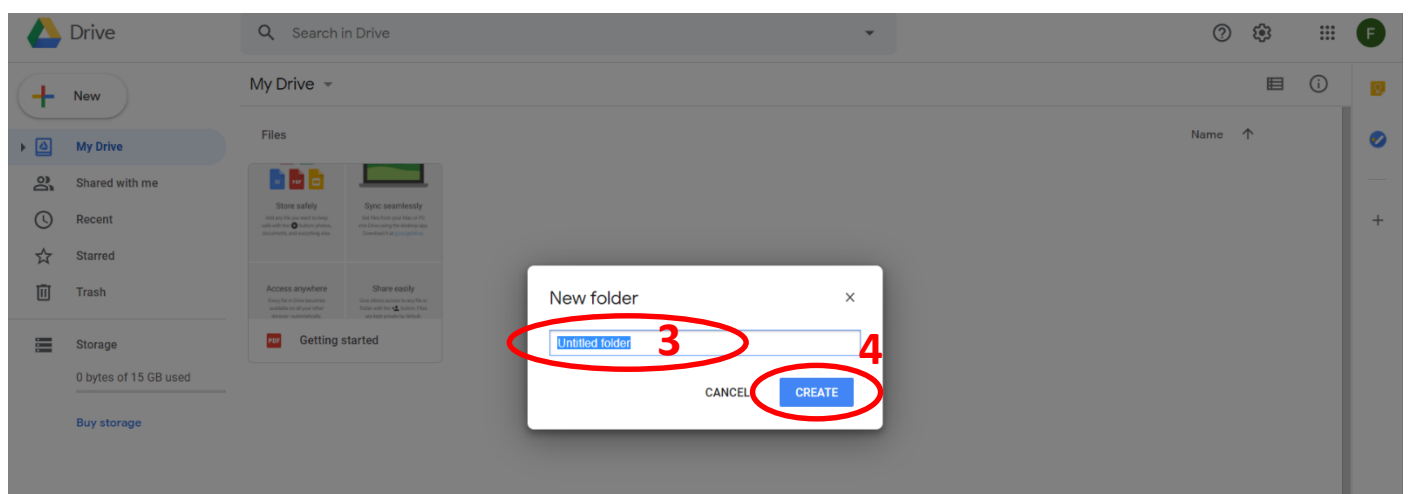 Drive
Search in Drive
F
New
My Drive
Files
Name
My Drive
Shared with me
Recent
Starred
Trash
Storage
0 bytes of 15 GB used
Buy storage
Store safely
Sync seamlessly
Access anywhere
Share easily
PDF
Getting started
New folder
Untitled folder
3
4
CANCEL
CREATE